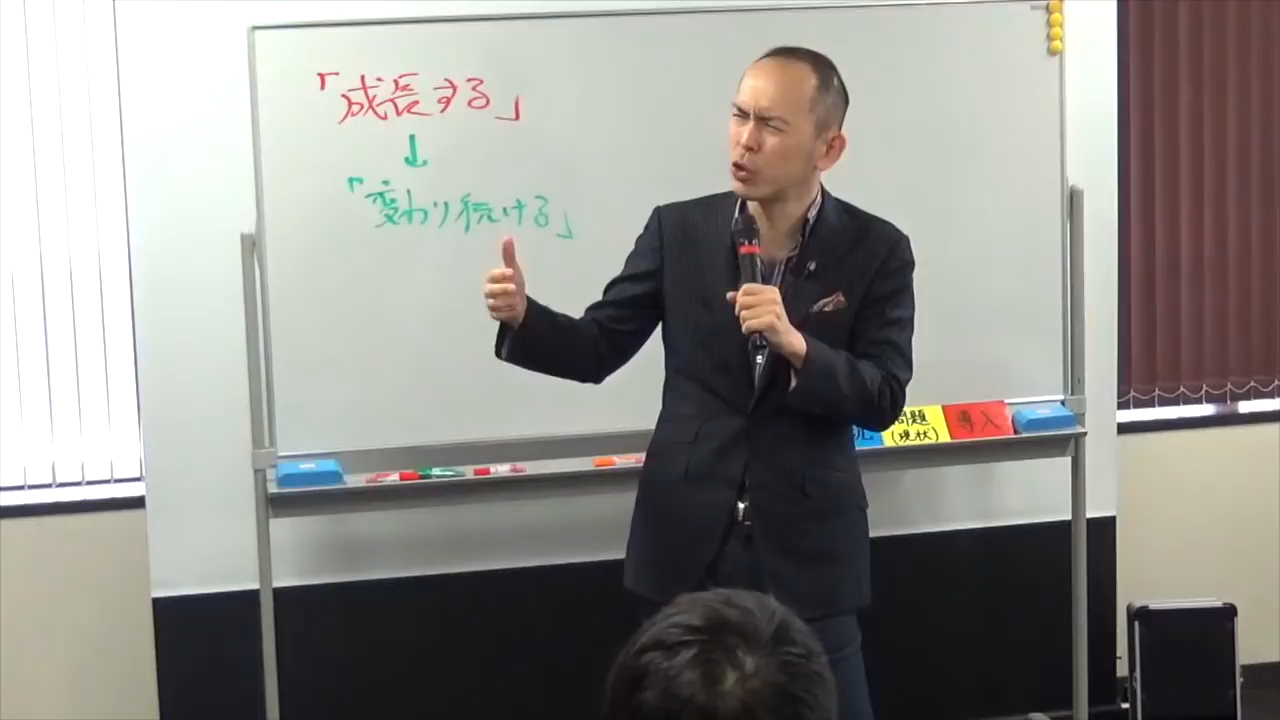 「成長する」
↓
「変わり続ける」
問題
(現状)
導入